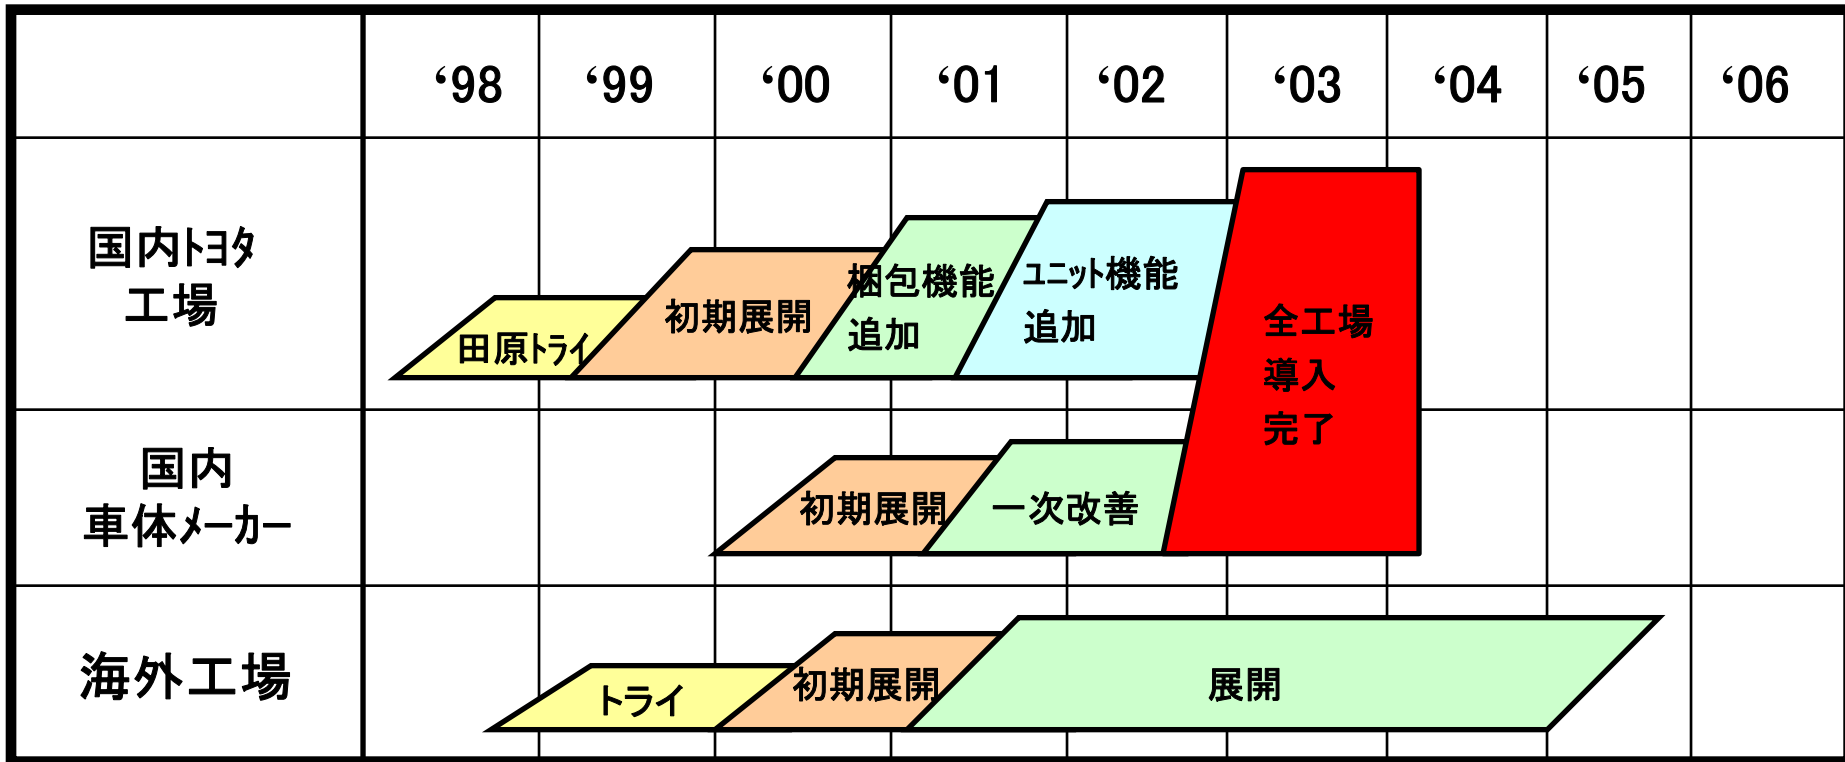 ‘98 ‘99 ‘00 ‘01 ‘02 ‘03 ‘04 ‘05 ‘06
国内ﾄﾖﾀ
工場
田原ﾄﾗｲ
初期展開
梱包機能
追加
ﾕﾆｯﾄ機能
追加
全工場
導入
完了
国内
車体ﾒｰｶｰ
初期展開
一次改善
海外工場
トライ
初期展開
展開